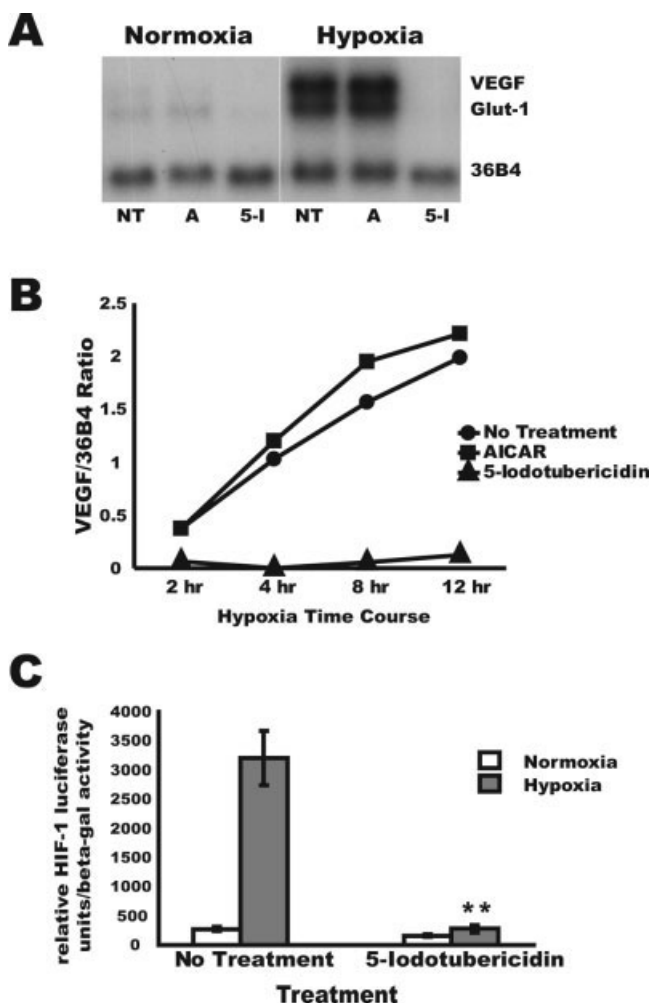 A
Normoxia Hypoxia
VEGF
Glut-1
36B4
NT A 5-I NT A 5-I
B
VEGF/36B4 Ratio
2.5
2
1.5
1
0.5
0
2 hr 4 hr 8 hr 12 hr
Hypoxia Time Course
No Treatment
AICAR
5-Iodotubericidin
C
relative HIF-1 luciferase
units/beta-gal activity
4000
3500
3000
2500
2000
1500
1000
500
0
Normoxia
Hypoxia
**
No Treatment 5-Iodotubericidin
Treatment